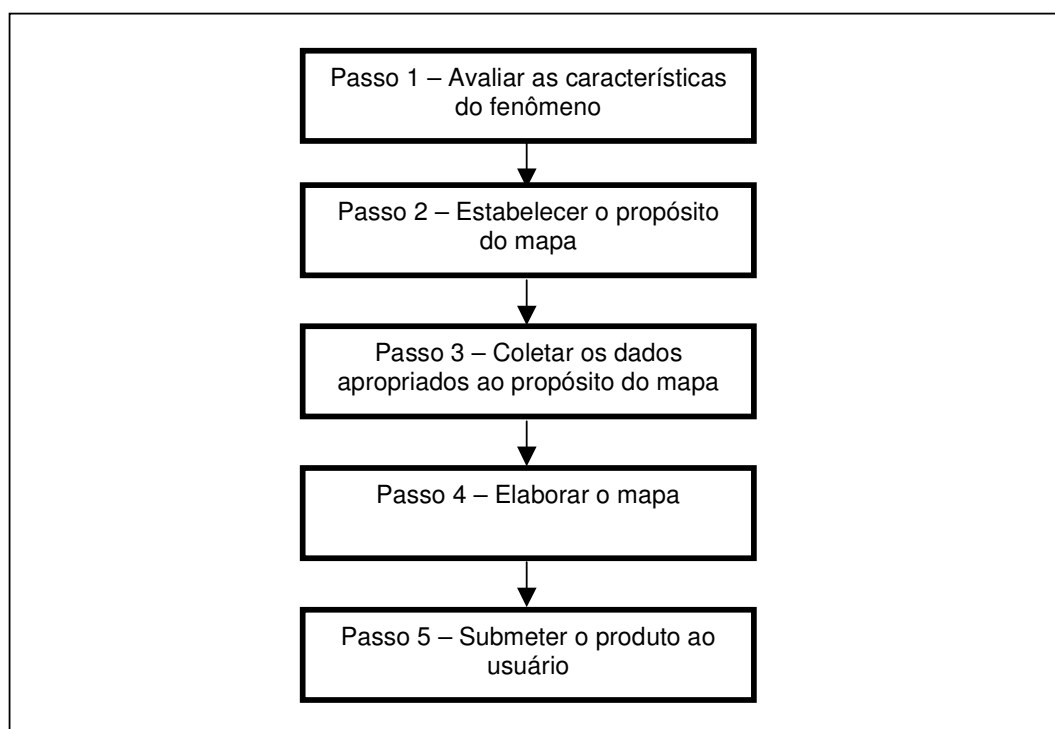 Passo 1 – Avaliar as características
do fenômeno
Passo 2 – Estabelecer o propósito
do mapa
Passo 3 – Coletar os dados
apropriados ao propósito do mapa
Passo 4 – Elaborar o mapa
Passo 5 – Submeter o produto ao
usuário